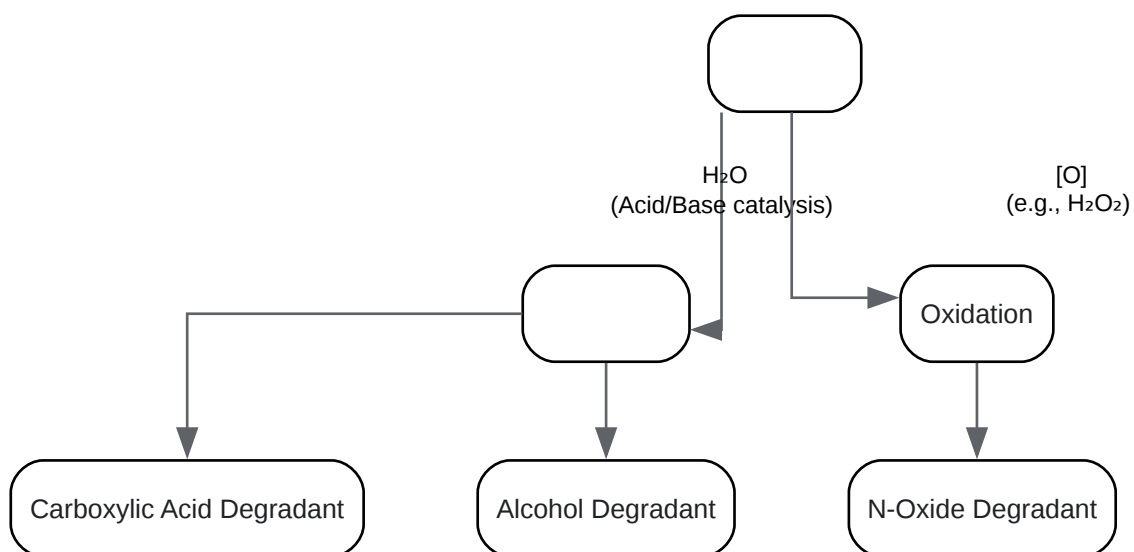 H₂O
(Acid/Base catalysis)
[O]
(e.g., H₂O₂)
Oxidation
Carboxylic Acid Degradant
Alcohol Degradant
N-Oxide Degradant